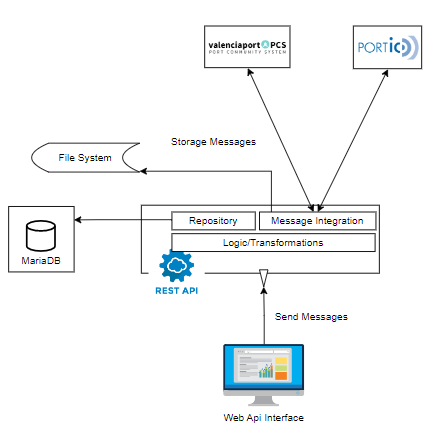 valenciaport PCS
PORT COMMUNITY SYSTEM
PORTIC
Storage Messages
File System
Repository
Message Integration
Logic/Transformations
MariaDB
REST API
Send Messages
Web Api Interface